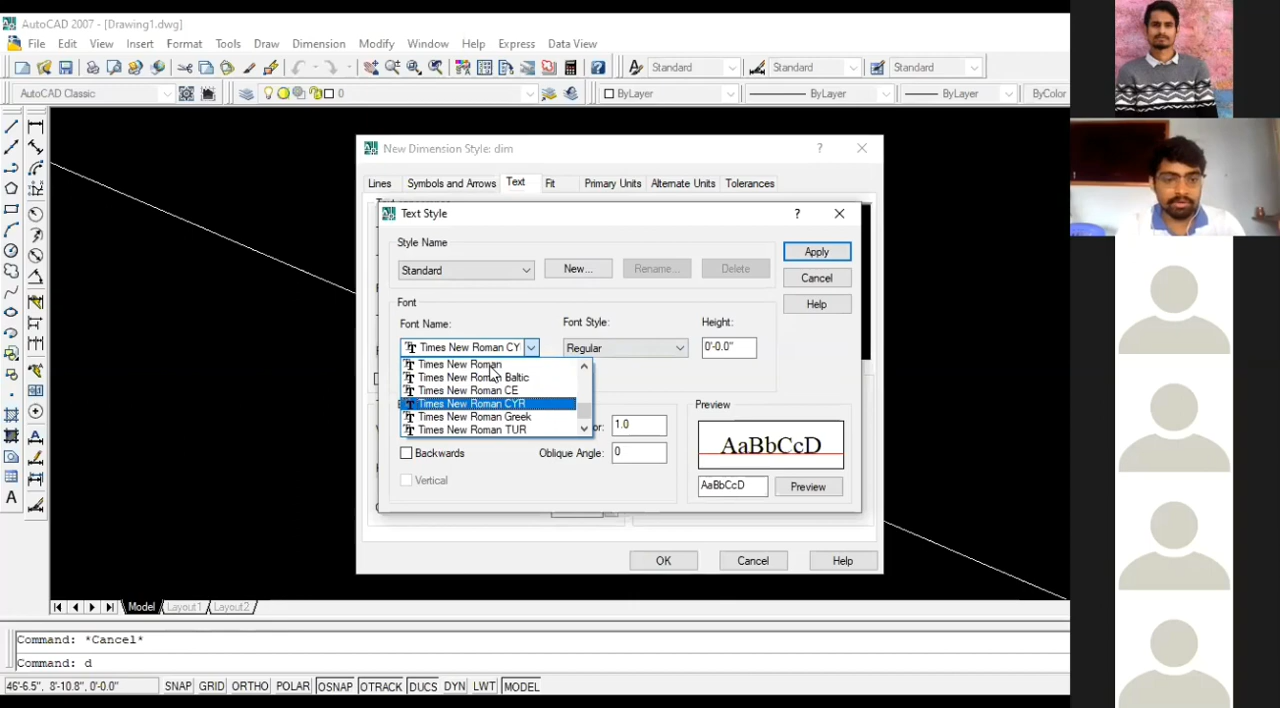 AutoCAD 2007 - [Drawing1.dwg]
File Edit View Insert Format Tools Draw Dimension Modify Window Help Express Data View
Standard Standard Standard
AutoCAD Classic 0 ByLayer ByLayer ByLayer ByColor
New Dimension Style: dim
Lines Symbols and Arrows Text Fit Primary Units Alternate Units Tolerances
Text Style
Style Name
Standard New... Rename... Delete
Apply
Cancel
Help
Font
Font Name: Font Style: Height:
Times New Roman CY Regular 0'-0.0"
Times New Roman
Times New Roman Baltic
Times New Roman CE
Times New Roman CYR
Times New Roman Greek
Times New Roman TUR
1.0
Backwards Oblique Angle: 0
Vertical
Preview
AaBbCcD
AaBbCcD Preview
OK Cancel Help
Model Layout1 Layout2
Command: *Cancel*
Command: d
46'-6.5", 8'-10.8", 0'-0.0" SNAP GRID ORTHO POLAR OSNAP OTRACK DUCS DYN LWT MODEL